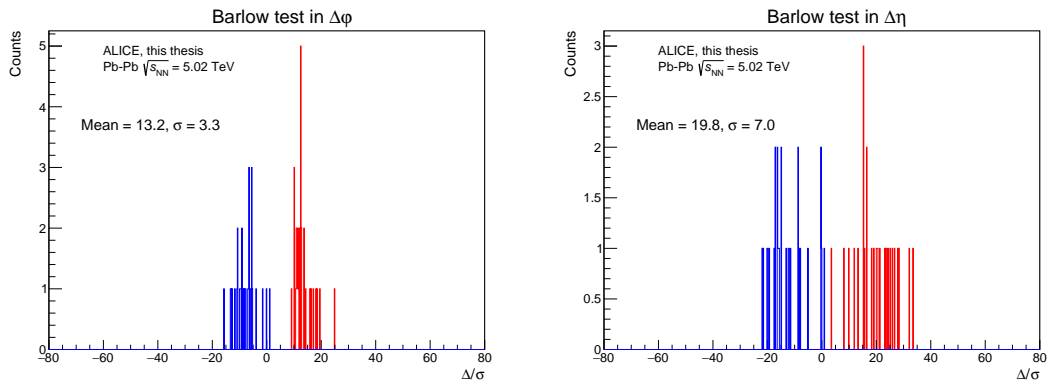 Barlow test in Δφ
Counts
ALICE, this thesis
Pb-Pb √sNN = 5.02 TeV
Mean = 13.2, σ = 3.3
5
4
3
2
1
0
−80 −60 −40 −20 0 20 40 60 80
Δ/σ
Barlow test in Δη
Counts
ALICE, this thesis
Pb-Pb √sNN = 5.02 TeV
Mean = 19.8, σ = 7.0
3
2.5
2
1.5
1
0.5
0
−80 −60 −40 −20 0 20 40 60 80
Δ/σ